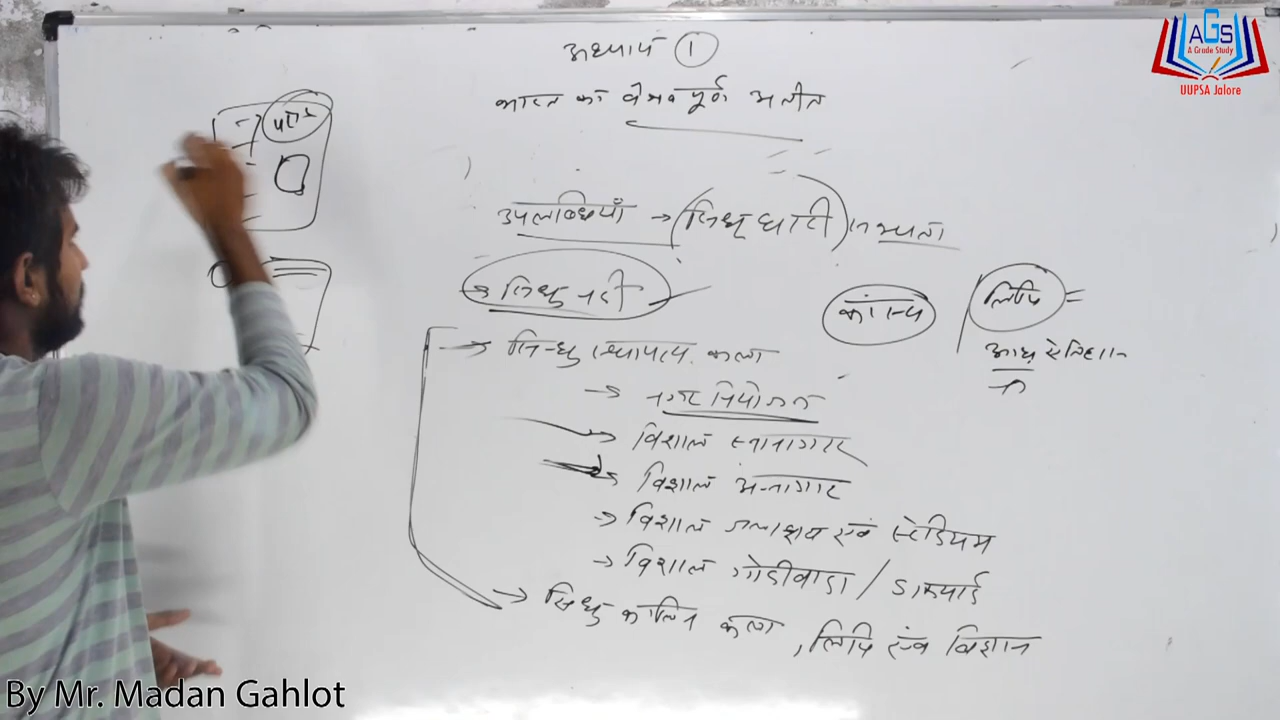 अध्याय 1
भारत का वैभवपूर्ण अतीत
उपलब्धियाँ → (सिन्धु घाटी) सभ्यता
→ सिन्धु नदी
कांस्य
लिपि =
आद्य ऐतिहासिक
→ सिन्धु स्थापत्य कला
→ नगर नियोजन
→ विशाल स्नानागार
→ विशाल अन्नागार
→ विशाल जलाशय एवं स्टेडियम
→ विशाल गोदीवाडा / डाकयार्ड
→ सिन्धु कालिन कला, लिपि एंव विज्ञान
AGS
A Grade Study
UUPSA Jalore
By Mr. Madan Gahlot